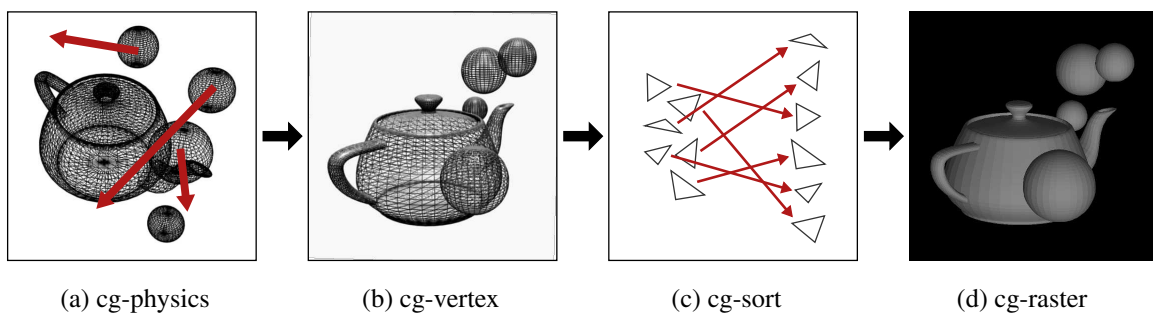 (a) cg-physics
(b) cg-vertex
(c) cg-sort
(d) cg-raster